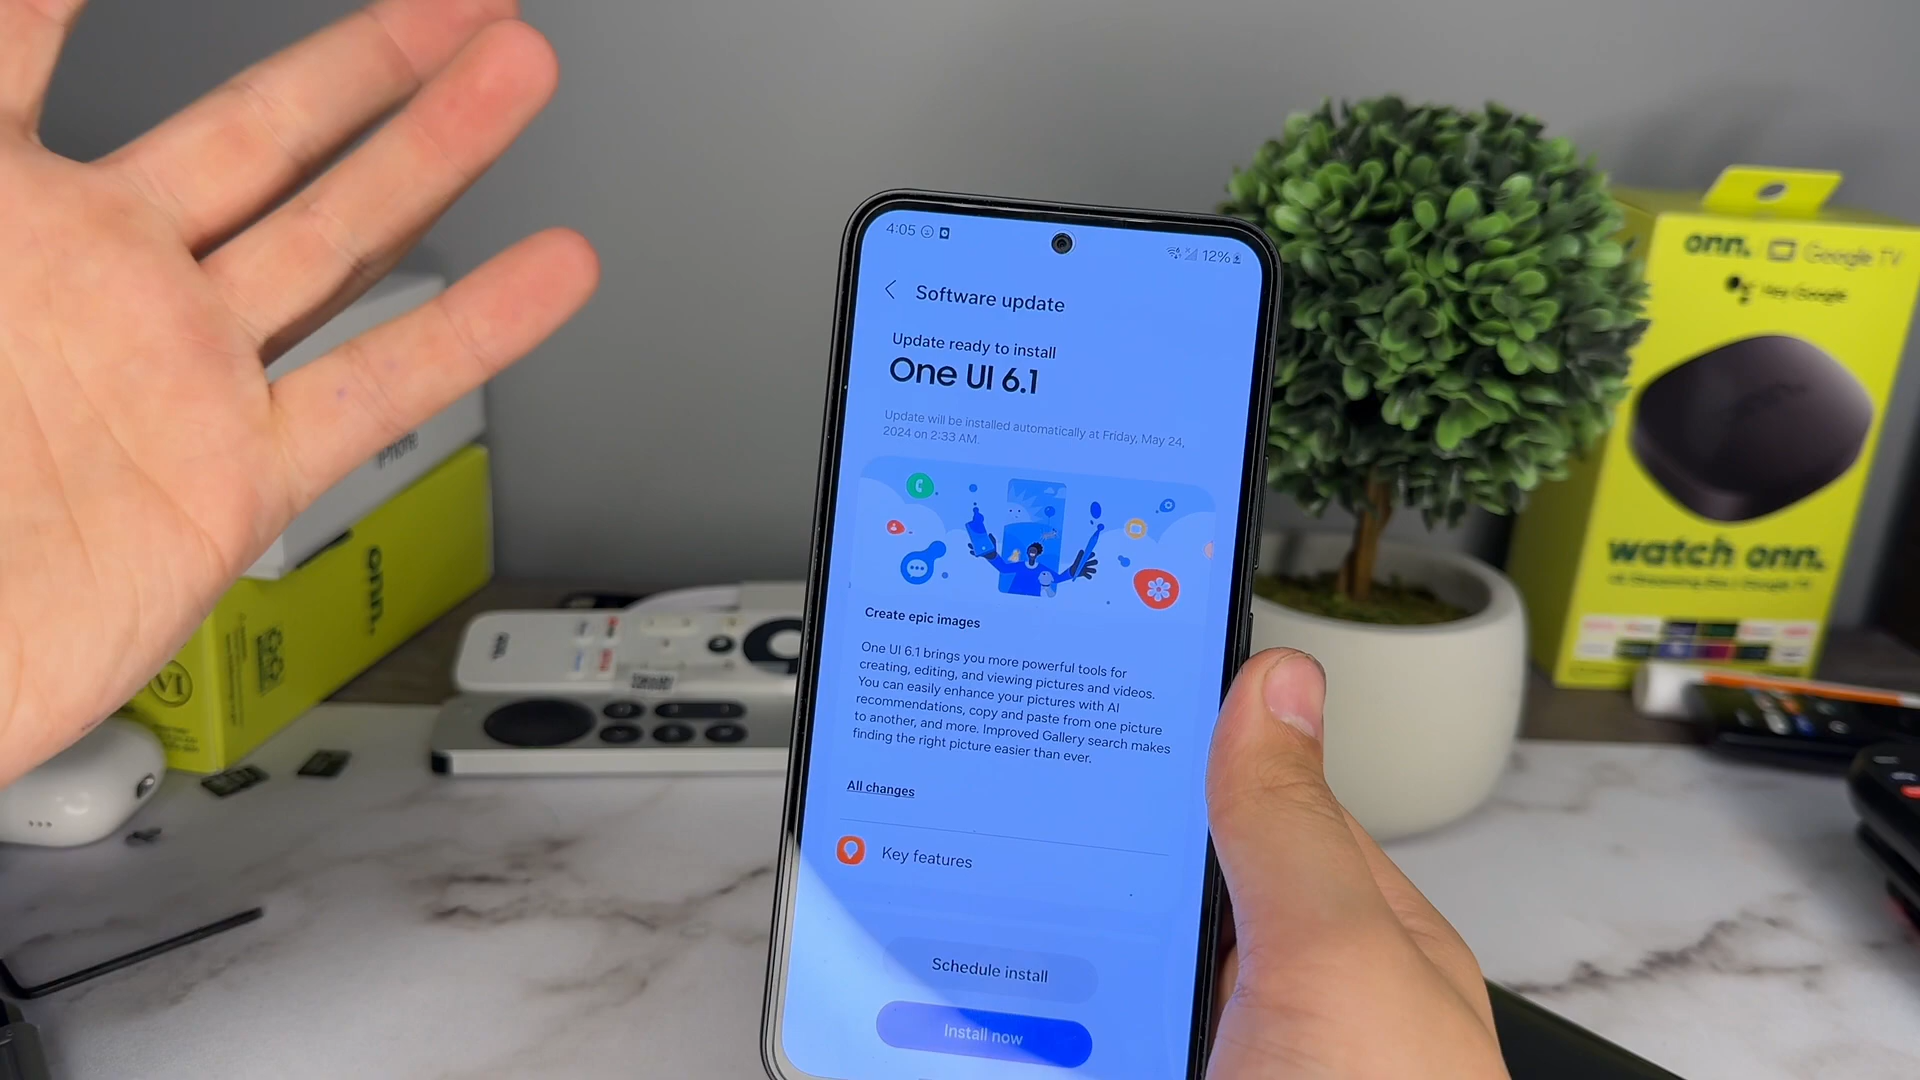 4:05
12%
Software update
Update ready to install
One UI 6.1
Update will be installed automatically at Friday, May 24,
2024 on 2:33 AM.
Create epic images
One UI 6.1 brings you more powerful tools for
creating, editing, and viewing pictures and videos.
You can easily enhance your pictures with AI
recommendations, copy and paste from one picture
to another, and more. Improved Gallery search makes
finding the right picture easier than ever.
All changes
Key features
Schedule install
Install now
onn. Google TV
Hey Google
watch onn.
iPhone
onn.